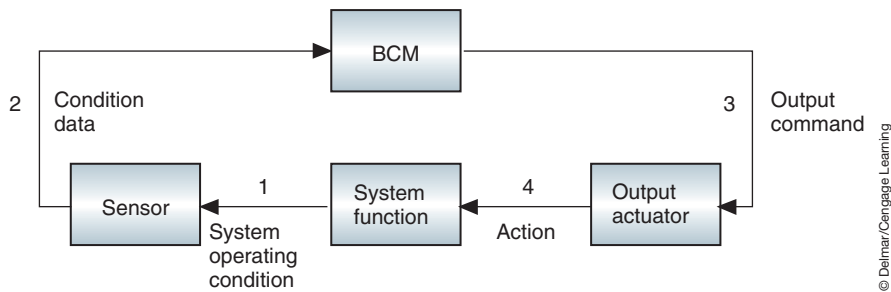 BCM
2
Condition
data
3
Output
command
Sensor
1
System
operating
condition
System
function
4
Action
Output
actuator
© Delmar/Cengage Learning